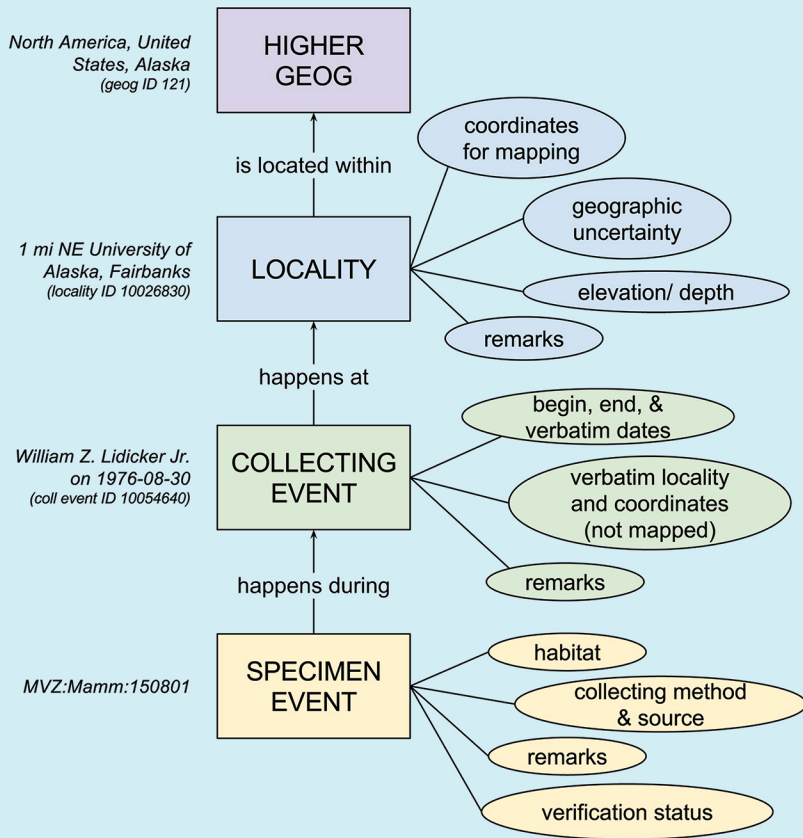 North America, United
States, Alaska
(geog ID 121)
HIGHER
GEOG
is located within
coordinates
for mapping
1 mi NE University of
Alaska, Fairbanks
(locality ID 10026830)
LOCALITY
geographic
uncertainty
elevation/ depth
remarks
happens at
William Z. Lidicker Jr.
on 1976-08-30
(coll event ID 10054640)
COLLECTING
EVENT
begin, end, &
verbatim dates
verbatim locality
and coordinates
(not mapped)
remarks
happens during
MVZ:Mamm:150801
SPECIMEN
EVENT
habitat
collecting method
& source
remarks
verification status